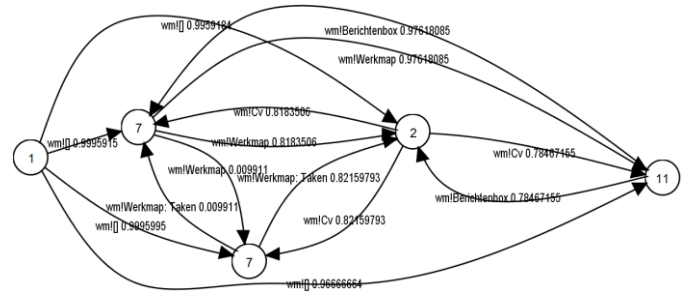 wm![] 0.9959184
wm!Berichtenbox 0.97618085
wm!Werkmap 0.97618085
wm!Cv 0.8183506
7
2
wm![] 0.9995915
wm!Werkmap 0.8183506
1
wm!Cv 0.78467155
wm!Werkmap 0.009911
wm!Werkmap: Taken 0.82159793
11
wm!Berichtenbox 0.78467155
wm!Werkmap: Taken 0.009911
wm!Cv 0.82159793
wm![] 0.9995995
7
wm![] 0.96666664